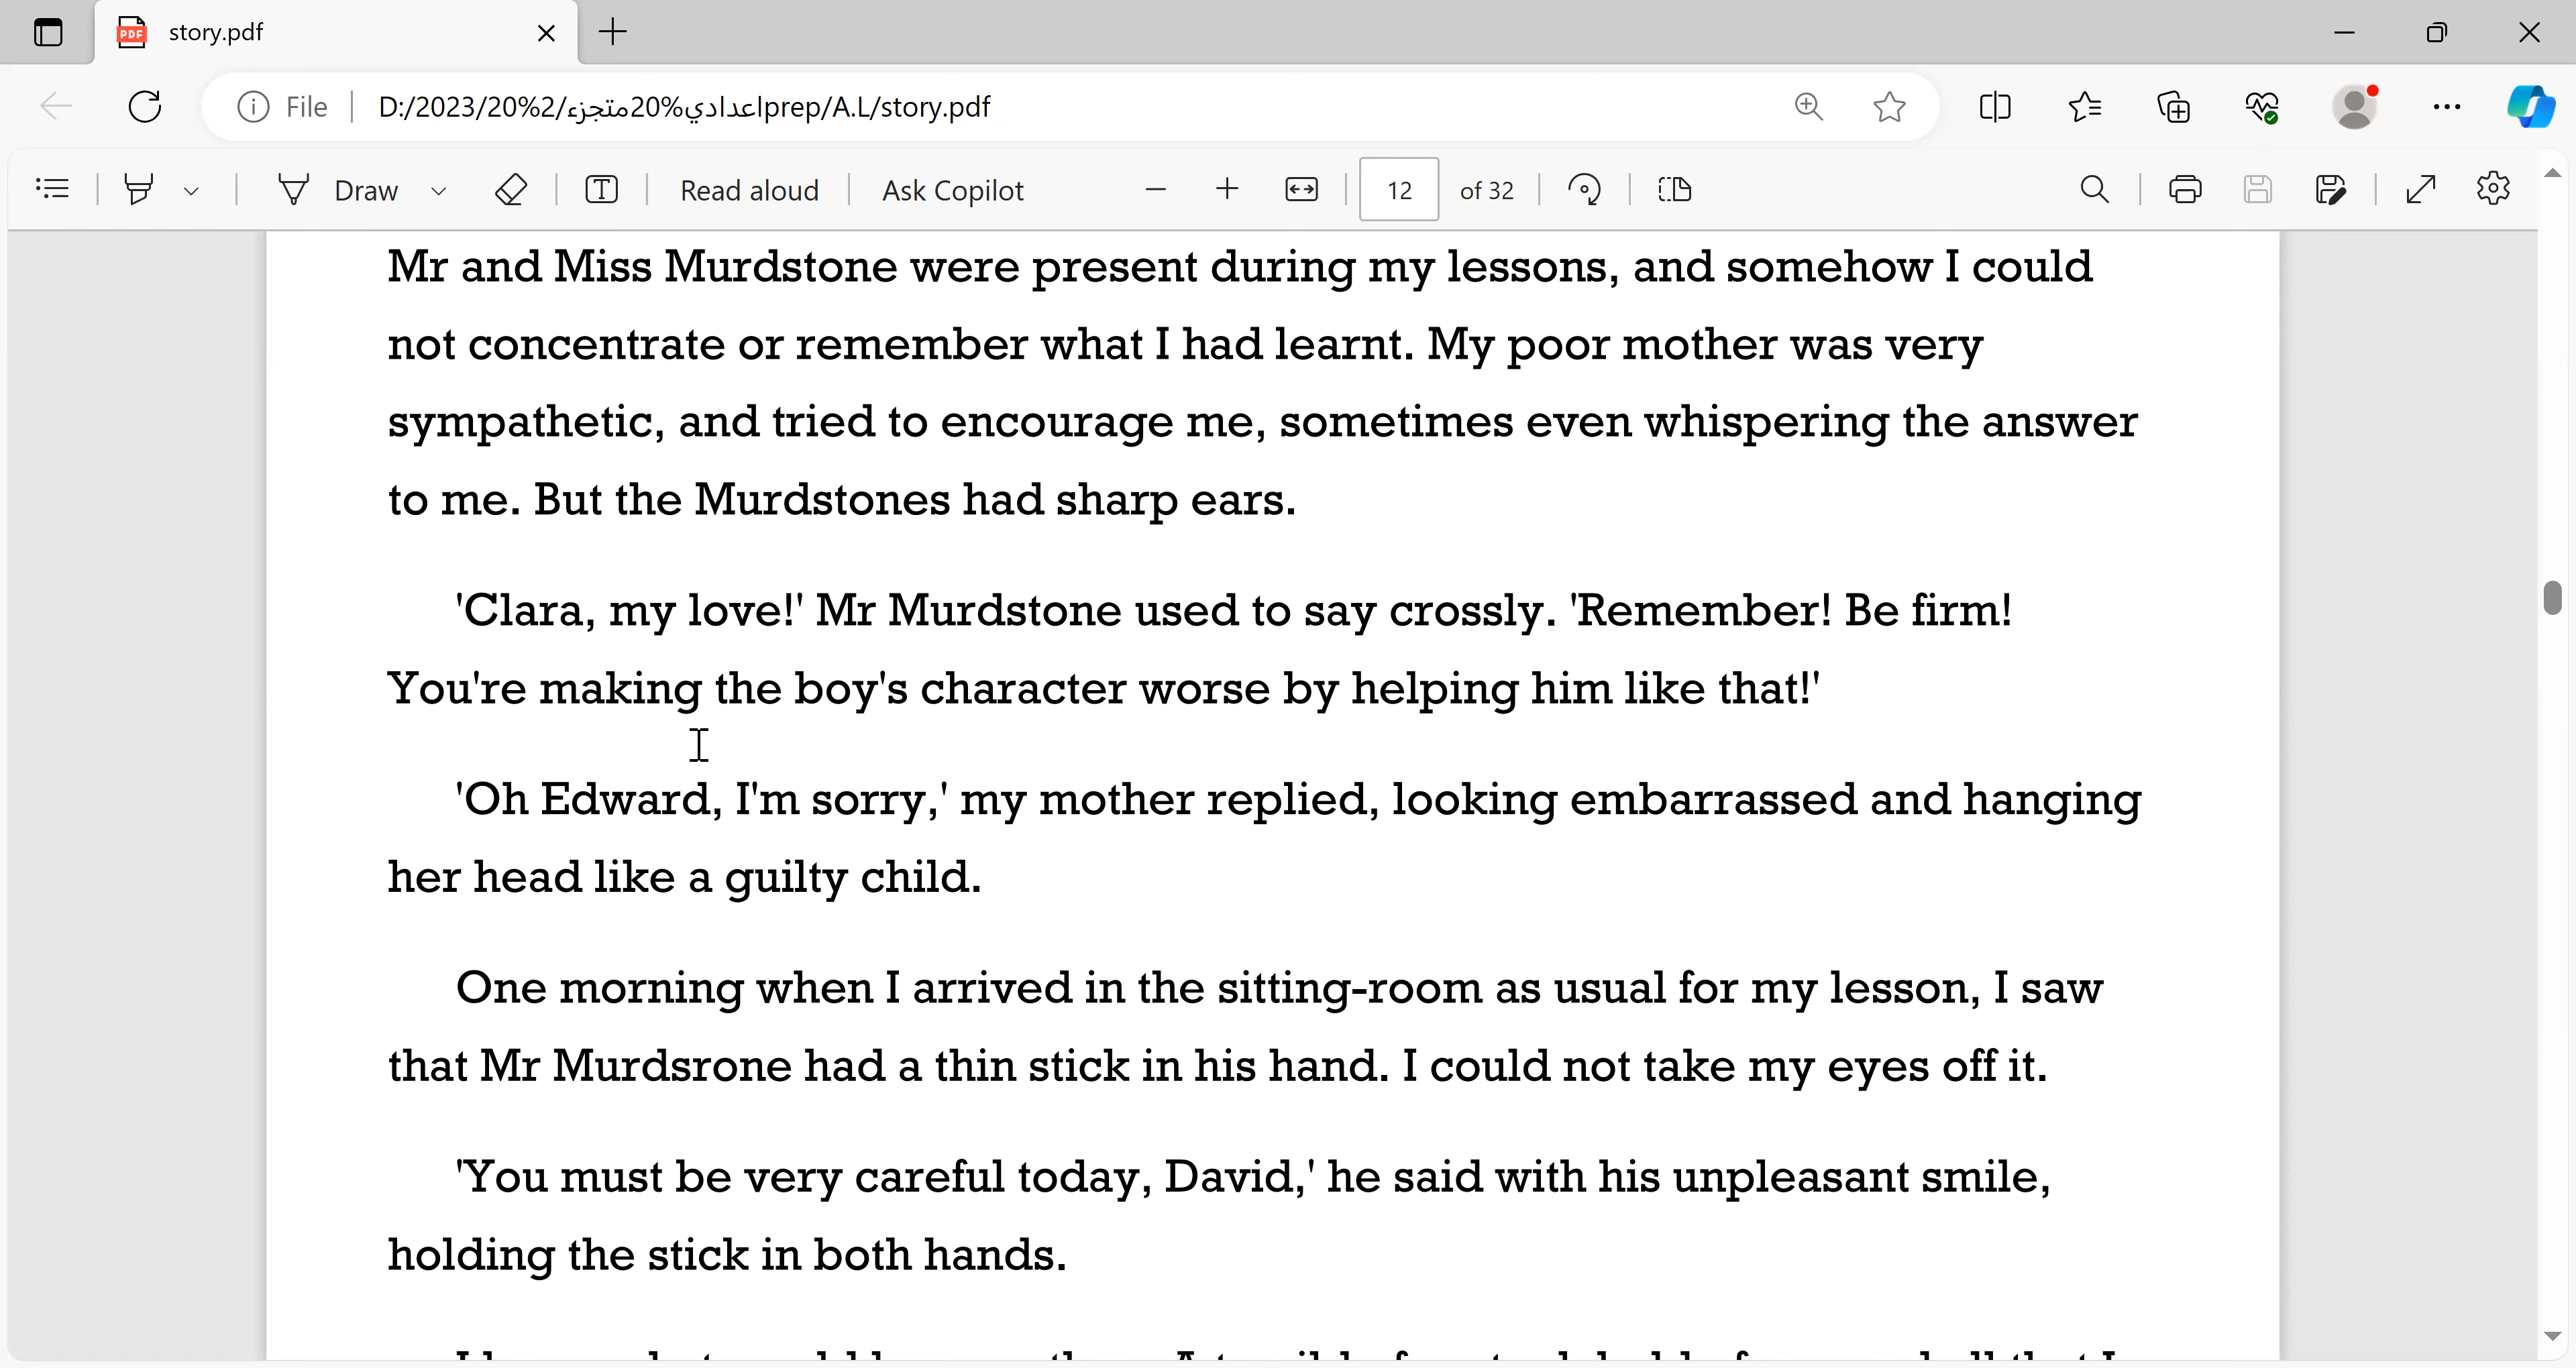 story.pdf
File
D:/2023/20%2/اعدادي%20متجزء/prep/A.L/story.pdf
Draw
Read aloud
Ask Copilot
12
of 32
Mr and Miss Murdstone were present during my lessons, and somehow I could
not concentrate or remember what I had learnt. My poor mother was very
sympathetic, and tried to encourage me, sometimes even whispering the answer
to me. But the Murdstones had sharp ears.
'Clara, my love!' Mr Murdstone used to say crossly. 'Remember! Be firm!
You're making the boy's character worse by helping him like that!'
'Oh Edward, I'm sorry,' my mother replied, looking embarrassed and hanging
her head like a guilty child.
One morning when I arrived in the sitting-room as usual for my lesson, I saw
that Mr Murdsrone had a thin stick in his hand. I could not take my eyes off it.
'You must be very careful today, David,' he said with his unpleasant smile,
holding the stick in both hands.